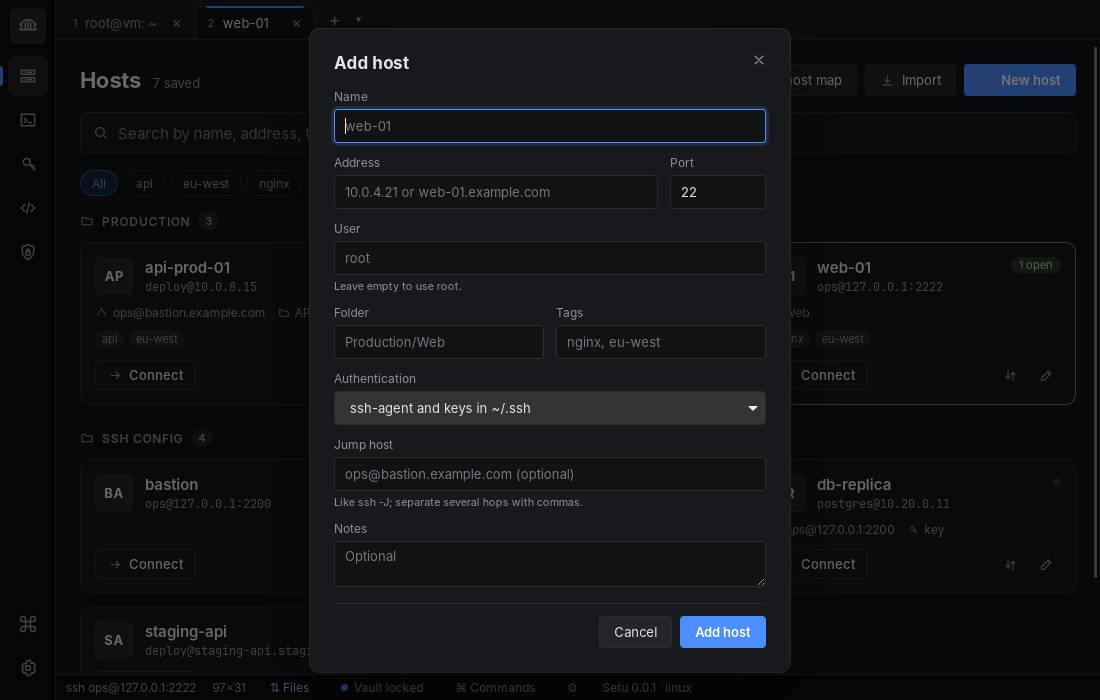 1 root@vm: ~ ×
2 web-01 ×
+ ▾
Hosts 7 saved
host map
Import
New host
Search by name, address, t
All api eu-west nginx
PRODUCTION 3
AP api-prod-01
deploy@10.0.8.15
ops@bastion.example.com AP
api eu-west
→ Connect
web-01 1 open
ops@127.0.0.1:2222
Web
nx eu-west
Connect
SSH CONFIG 4
BA bastion
ops@127.0.0.1:2200
→ Connect
db-replica
postgres@10.20.0.11
ops@127.0.0.1:2200 key
Connect
SA staging-api
deploy@staging-api.stagi
Add host
Name
web-01
Address Port
10.0.4.21 or web-01.example.com 22
User
root
Leave empty to use root.
Folder Tags
Production/Web nginx, eu-west
Authentication
ssh-agent and keys in ~/.ssh
Jump host
ops@bastion.example.com (optional)
Like ssh -J; separate several hops with commas.
Notes
Optional
Cancel Add host
ssh ops@127.0.0.1:2222 97×31 ⇅ Files Vault locked ⌘ Commands ⚙ Setu 0.0.1 · linux